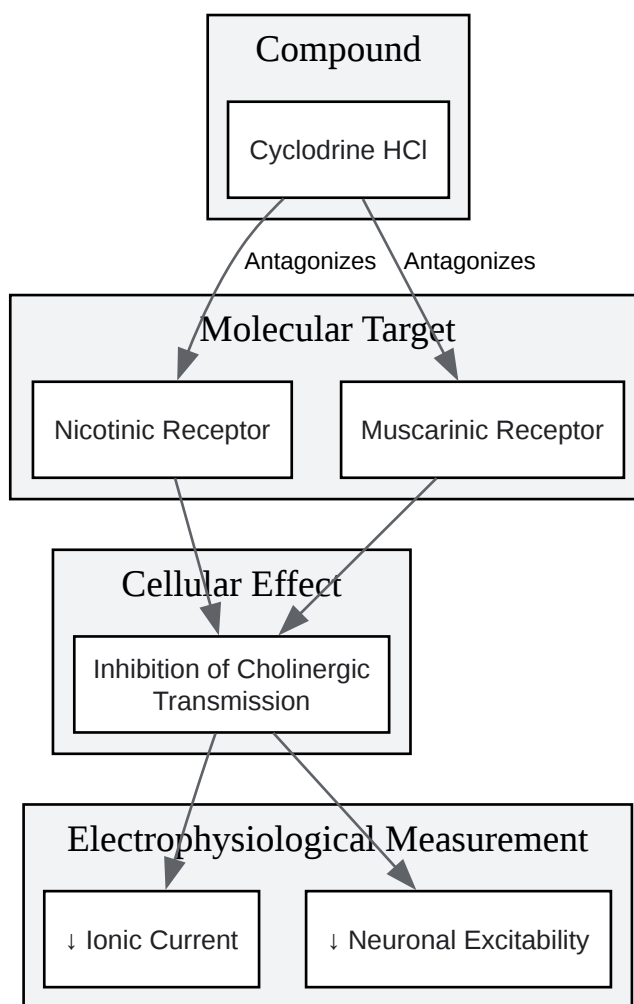 Compound
Cyclodrine HCl
Antagonizes
Antagonizes
Molecular Target
Nicotinic Receptor
Muscarinic Receptor
Cellular Effect
Inhibition of Cholinergic
Transmission
Electrophysiological Measurement
↓ Ionic Current
↓ Neuronal Excitability